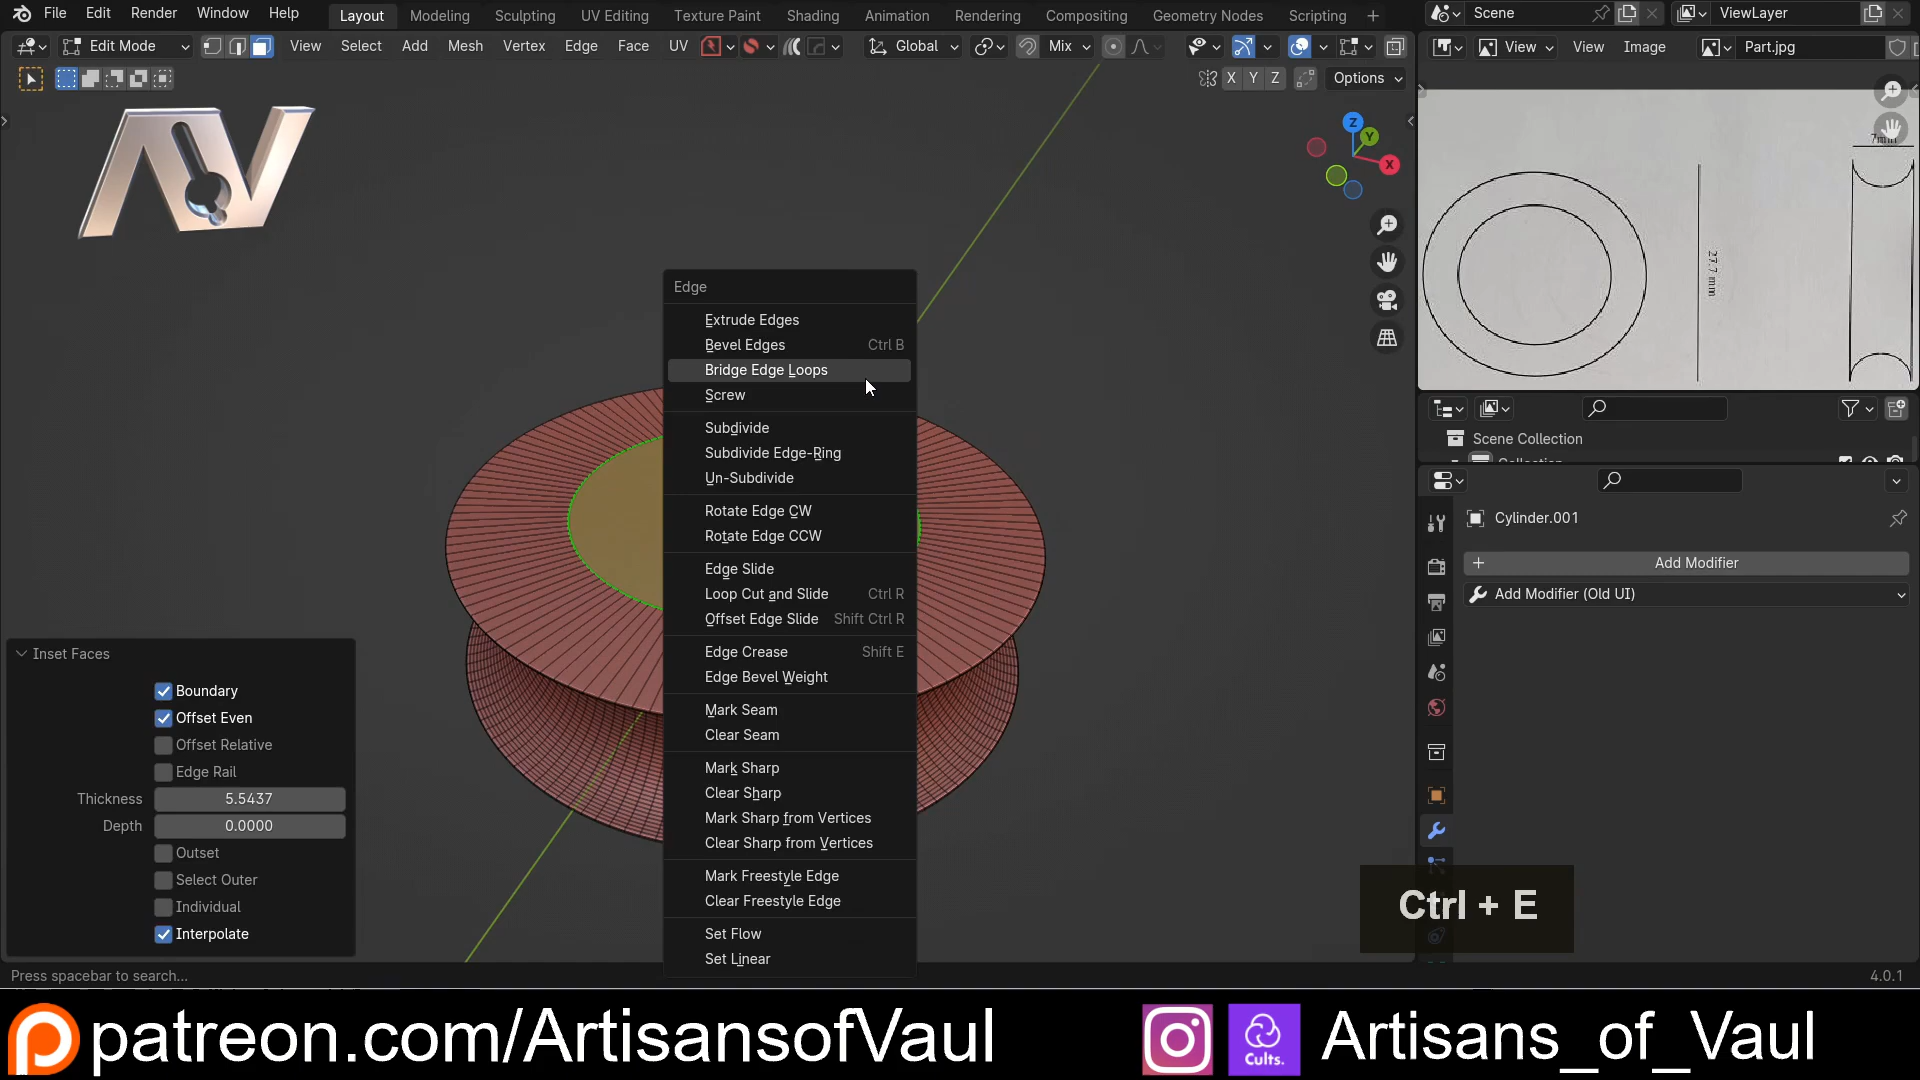 File Edit Render Window Help Layout Modeling Sculpting UV Editing Texture Paint Shading Animation Rendering Compositing Geometry Nodes Scripting + Scene ViewLayer
Edit Mode View Select Add Mesh Vertex Edge Face UV Global Mix View View Image Part.jpg
X Y Z Options
Z
Y
X
7mm
27.7 mm
Edge
Extrude Edges
Bevel Edges Ctrl B
Bridge Edge Loops
Screw
Subdivide
Subdivide Edge-Ring
Un-Subdivide
Rotate Edge CW
Rotate Edge CCW
Edge Slide
Loop Cut and Slide Ctrl R
Offset Edge Slide Shift Ctrl R
Edge Crease Shift E
Edge Bevel Weight
Mark Seam
Clear Seam
Mark Sharp
Clear Sharp
Mark Sharp from Vertices
Clear Sharp from Vertices
Mark Freestyle Edge
Clear Freestyle Edge
Set Flow
Set Linear
Scene Collection
Collection
Cylinder.001
+ Add Modifier
Add Modifier (Old UI)
Inset Faces
Boundary
Offset Even
Offset Relative
Edge Rail
Thickness 5.5437
Depth 0.0000
Outset
Select Outer
Individual
Interpolate
Ctrl + E
Press spacebar to search... 4.0.1
patreon.com/ArtisansofVaul Cults. Artisans_of_Vaul